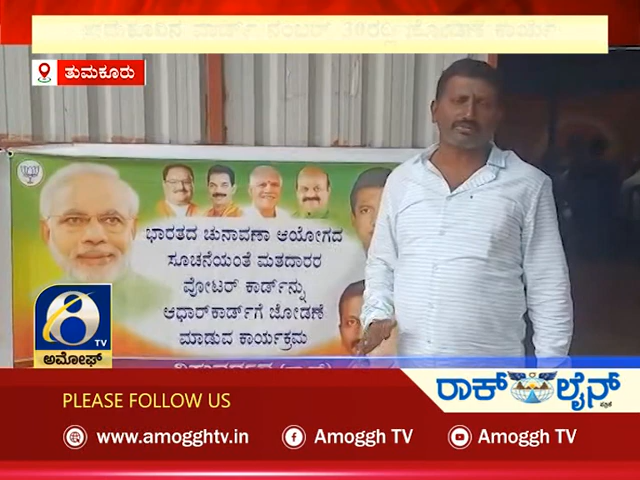 ತುಮಕೂರು
ಭಾರತದ ಚುನಾವಣಾ ಆಯೋಗದ
ಸೂಚನೆಯಂತೆ ಮತದಾರರ
ವೋಟರ್ ಕಾರ್ಡ್‌ನ್ನು
ಆಧಾರ್‌ಕಾರ್ಡ್‌ಗೆ ಜೋಡಣೆ
ಮಾಡುವ ಕಾರ್ಯಕ್ರಮ
TV
ಅಮೋಘ್
ರಾಕ್ ಲೈನ್
PLEASE FOLLOW US
www.amogghtv.in
Amoggh TV
Amoggh TV